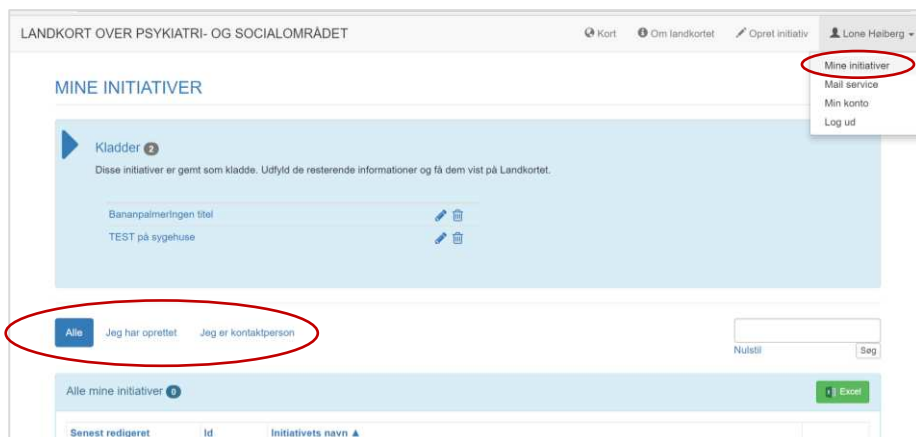 LANDKORT OVER PSYKIATRI- OG SOCIALOMRÅDET Kort Om landkortet Opret initiativ Lone Høiberg
Mine initiativer
Mail service
Min konto
Log ud
MINE INITIATIVER
Kladder 2
Disse initiativer er gemt som kladde. Udfyld de resterende informationer og få dem vist på Landkortet.
Bananpalmeringen titel
TEST på sygehuse
Alle Jeg har oprettet Jeg er kontaktperson
Nulstil Søg
Alle mine initiativer 0 Excel
Senest redigeret Id Initiativets navn ▲